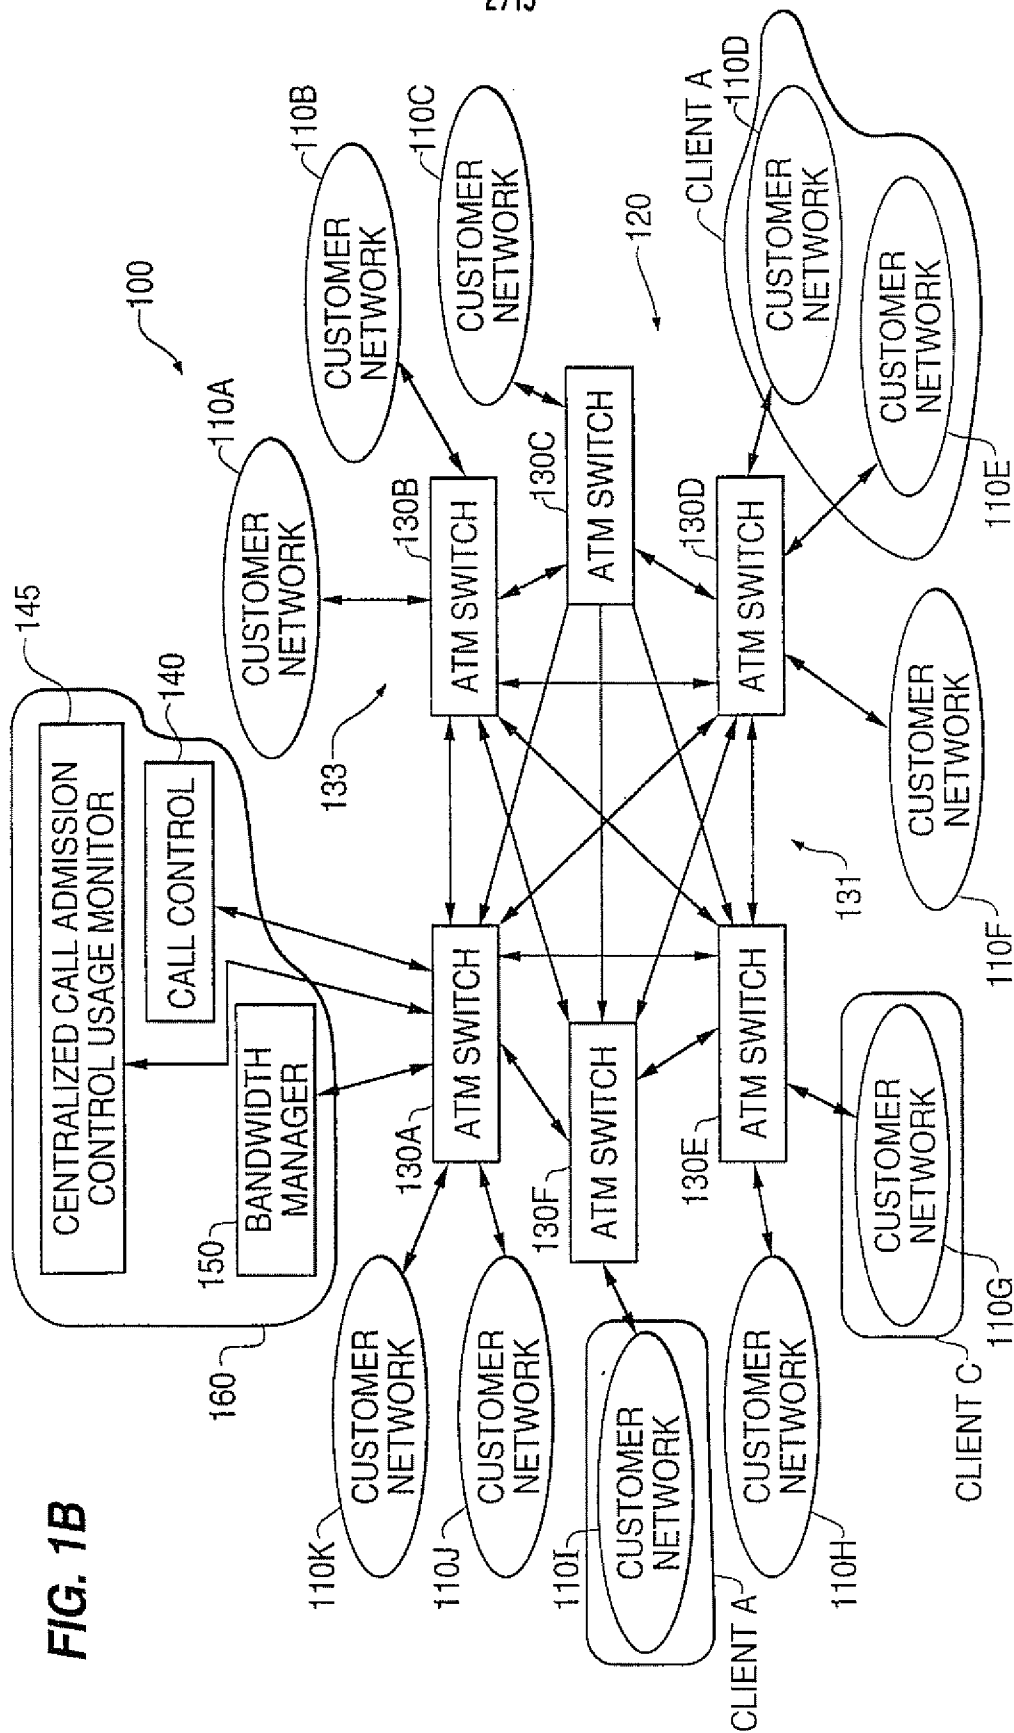 2/15
FIG. 1B
160
145
CENTRALIZED CALL ADMISSION
CONTROL USAGE MONITOR
140
CALL CONTROL
150
BANDWIDTH
MANAGER
100
133
110A
CUSTOMER
NETWORK
110B
CUSTOMER
NETWORK
110C
CUSTOMER
NETWORK
120
110K
CUSTOMER
NETWORK
110J
CUSTOMER
NETWORK
130A
ATM SWITCH
130B
ATM SWITCH
130C
ATM SWITCH
130F
ATM SWITCH
130E
ATM SWITCH
130D
ATM SWITCH
131
CLIENT A
110I
CUSTOMER
NETWORK
110H
CUSTOMER
NETWORK
CLIENT C
110G
CUSTOMER
NETWORK
110F
CUSTOMER
NETWORK
CLIENT A
110D
CUSTOMER
NETWORK
110E
CUSTOMER
NETWORK